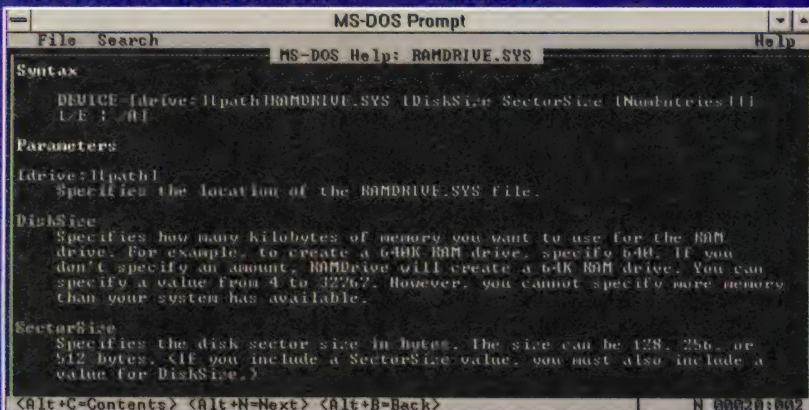 MS-DOS Prompt
File Search Help
MS-DOS Help: RAMDRIVE.SYS
Syntax
DEVICE=[drive:][path]RAMDRIVE.SYS [DiskSize SectorSize [NumEntries]]]
[/E | /A]
Parameters
[drive:][path]
Specifies the location of the RAMDRIVE.SYS file.
DiskSize
Specifies how many kilobytes of memory you want to use for the RAM
drive. For example, to create a 640K RAM drive, specify 640. If you
don't specify an amount, RAMDrive will create a 64K RAM drive. You can
specify a value from 4 to 32767. However, you cannot specify more memory
than your system has available.
SectorSize
Specifies the disk sector size in bytes. The size can be 128, 256, or
512 bytes. (If you include a SectorSize value, you must also include a
value for DiskSize.)
<Alt+C=Contents> <Alt+N=Next> <Alt+B=Back> N 00020:002